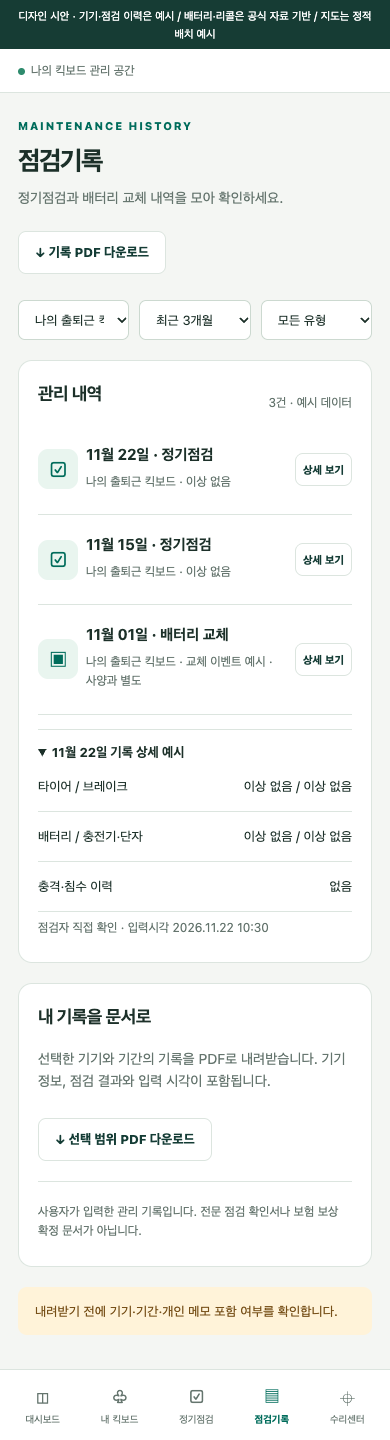 디자인 시안 · 기기·점검 이력은 예시 / 배터리·리콜은 공식 자료 기반 / 지도는 정적
배치 예시
나의 킥보드 관리 공간
MAINTENANCE HISTORY
점검기록
정기점검과 배터리 교체 내역을 모아 확인하세요.
↓ 기록 PDF 다운로드
나의 출퇴근 최근 3개월 모든 유형
관리 내역
3건 · 예시 데이터
11월 22일 · 정기점검
나의 출퇴근 킥보드 · 이상 없음
상세 보기
11월 15일 · 정기점검
나의 출퇴근 킥보드 · 이상 없음
상세 보기
11월 01일 · 배터리 교체
나의 출퇴근 킥보드 · 교체 이벤트 예시 ·
사양과 별도
상세 보기
▼ 11월 22일 기록 상세 예시
타이어 / 브레이크 이상 없음 / 이상 없음
배터리 / 충전기·단자 이상 없음 / 이상 없음
충격·침수 이력 없음
점검자 직접 확인 · 입력시각 2026.11.22 10:30
내 기록을 문서로
선택한 기기와 기간의 기록을 PDF로 내려받습니다. 기기
정보, 점검 결과와 입력 시각이 포함됩니다.
↓ 선택 범위 PDF 다운로드
사용자가 입력한 관리 기록입니다. 전문 점검 확인서나 보험 보상
확정 문서가 아닙니다.
내려받기 전에 기기·기간·개인 메모 포함 여부를 확인합니다.
대시보드 내 킥보드 정기점검 점검기록 수리센터